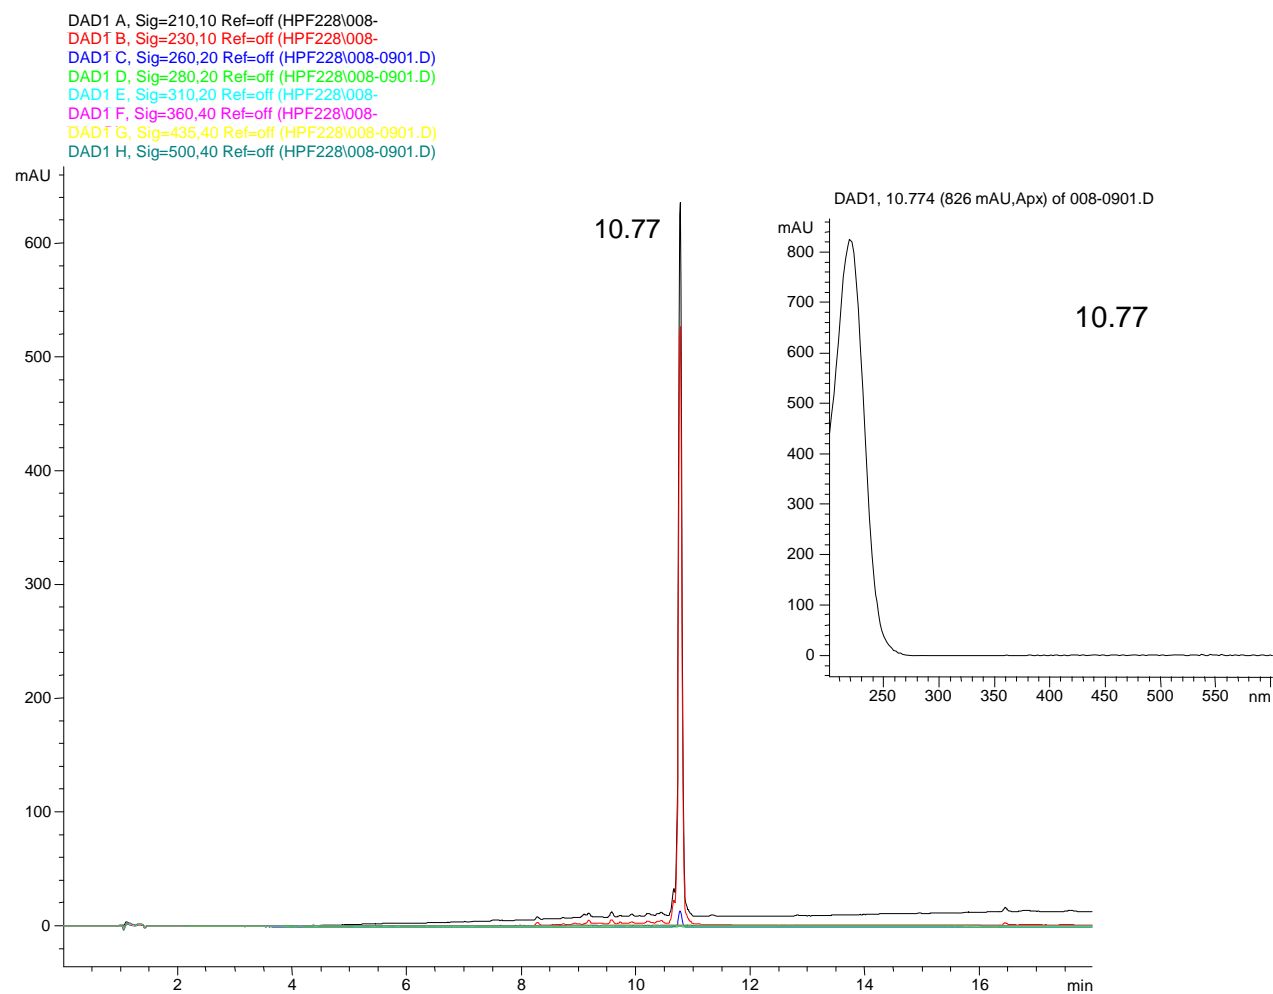 DAD1 A, Sig=210,10 Ref=off (HPF228\008-
DAD1 B, Sig=230,10 Ref=off (HPF228\008-
DAD1 C, Sig=260,20 Ref=off (HPF228\008-0901.D)
DAD1 D, Sig=280,20 Ref=off (HPF228\008-0901.D)
DAD1 E, Sig=310,20 Ref=off (HPF228\008-
DAD1 F, Sig=360,40 Ref=off (HPF228\008-
DAD1 G, Sig=435,40 Ref=off (HPF228\008-0901.D)
DAD1 H, Sig=500,40 Ref=off (HPF228\008-0901.D)
mAU
600
500
400
300
200
100
0
2 4 6 8 10 12 14 16 min
10.77
DAD1, 10.774 (826 mAU,Apx) of 008-0901.D
mAU
800
700
600
500
400
300
200
100
0
250 300 350 400 450 500 550 nm
10.77